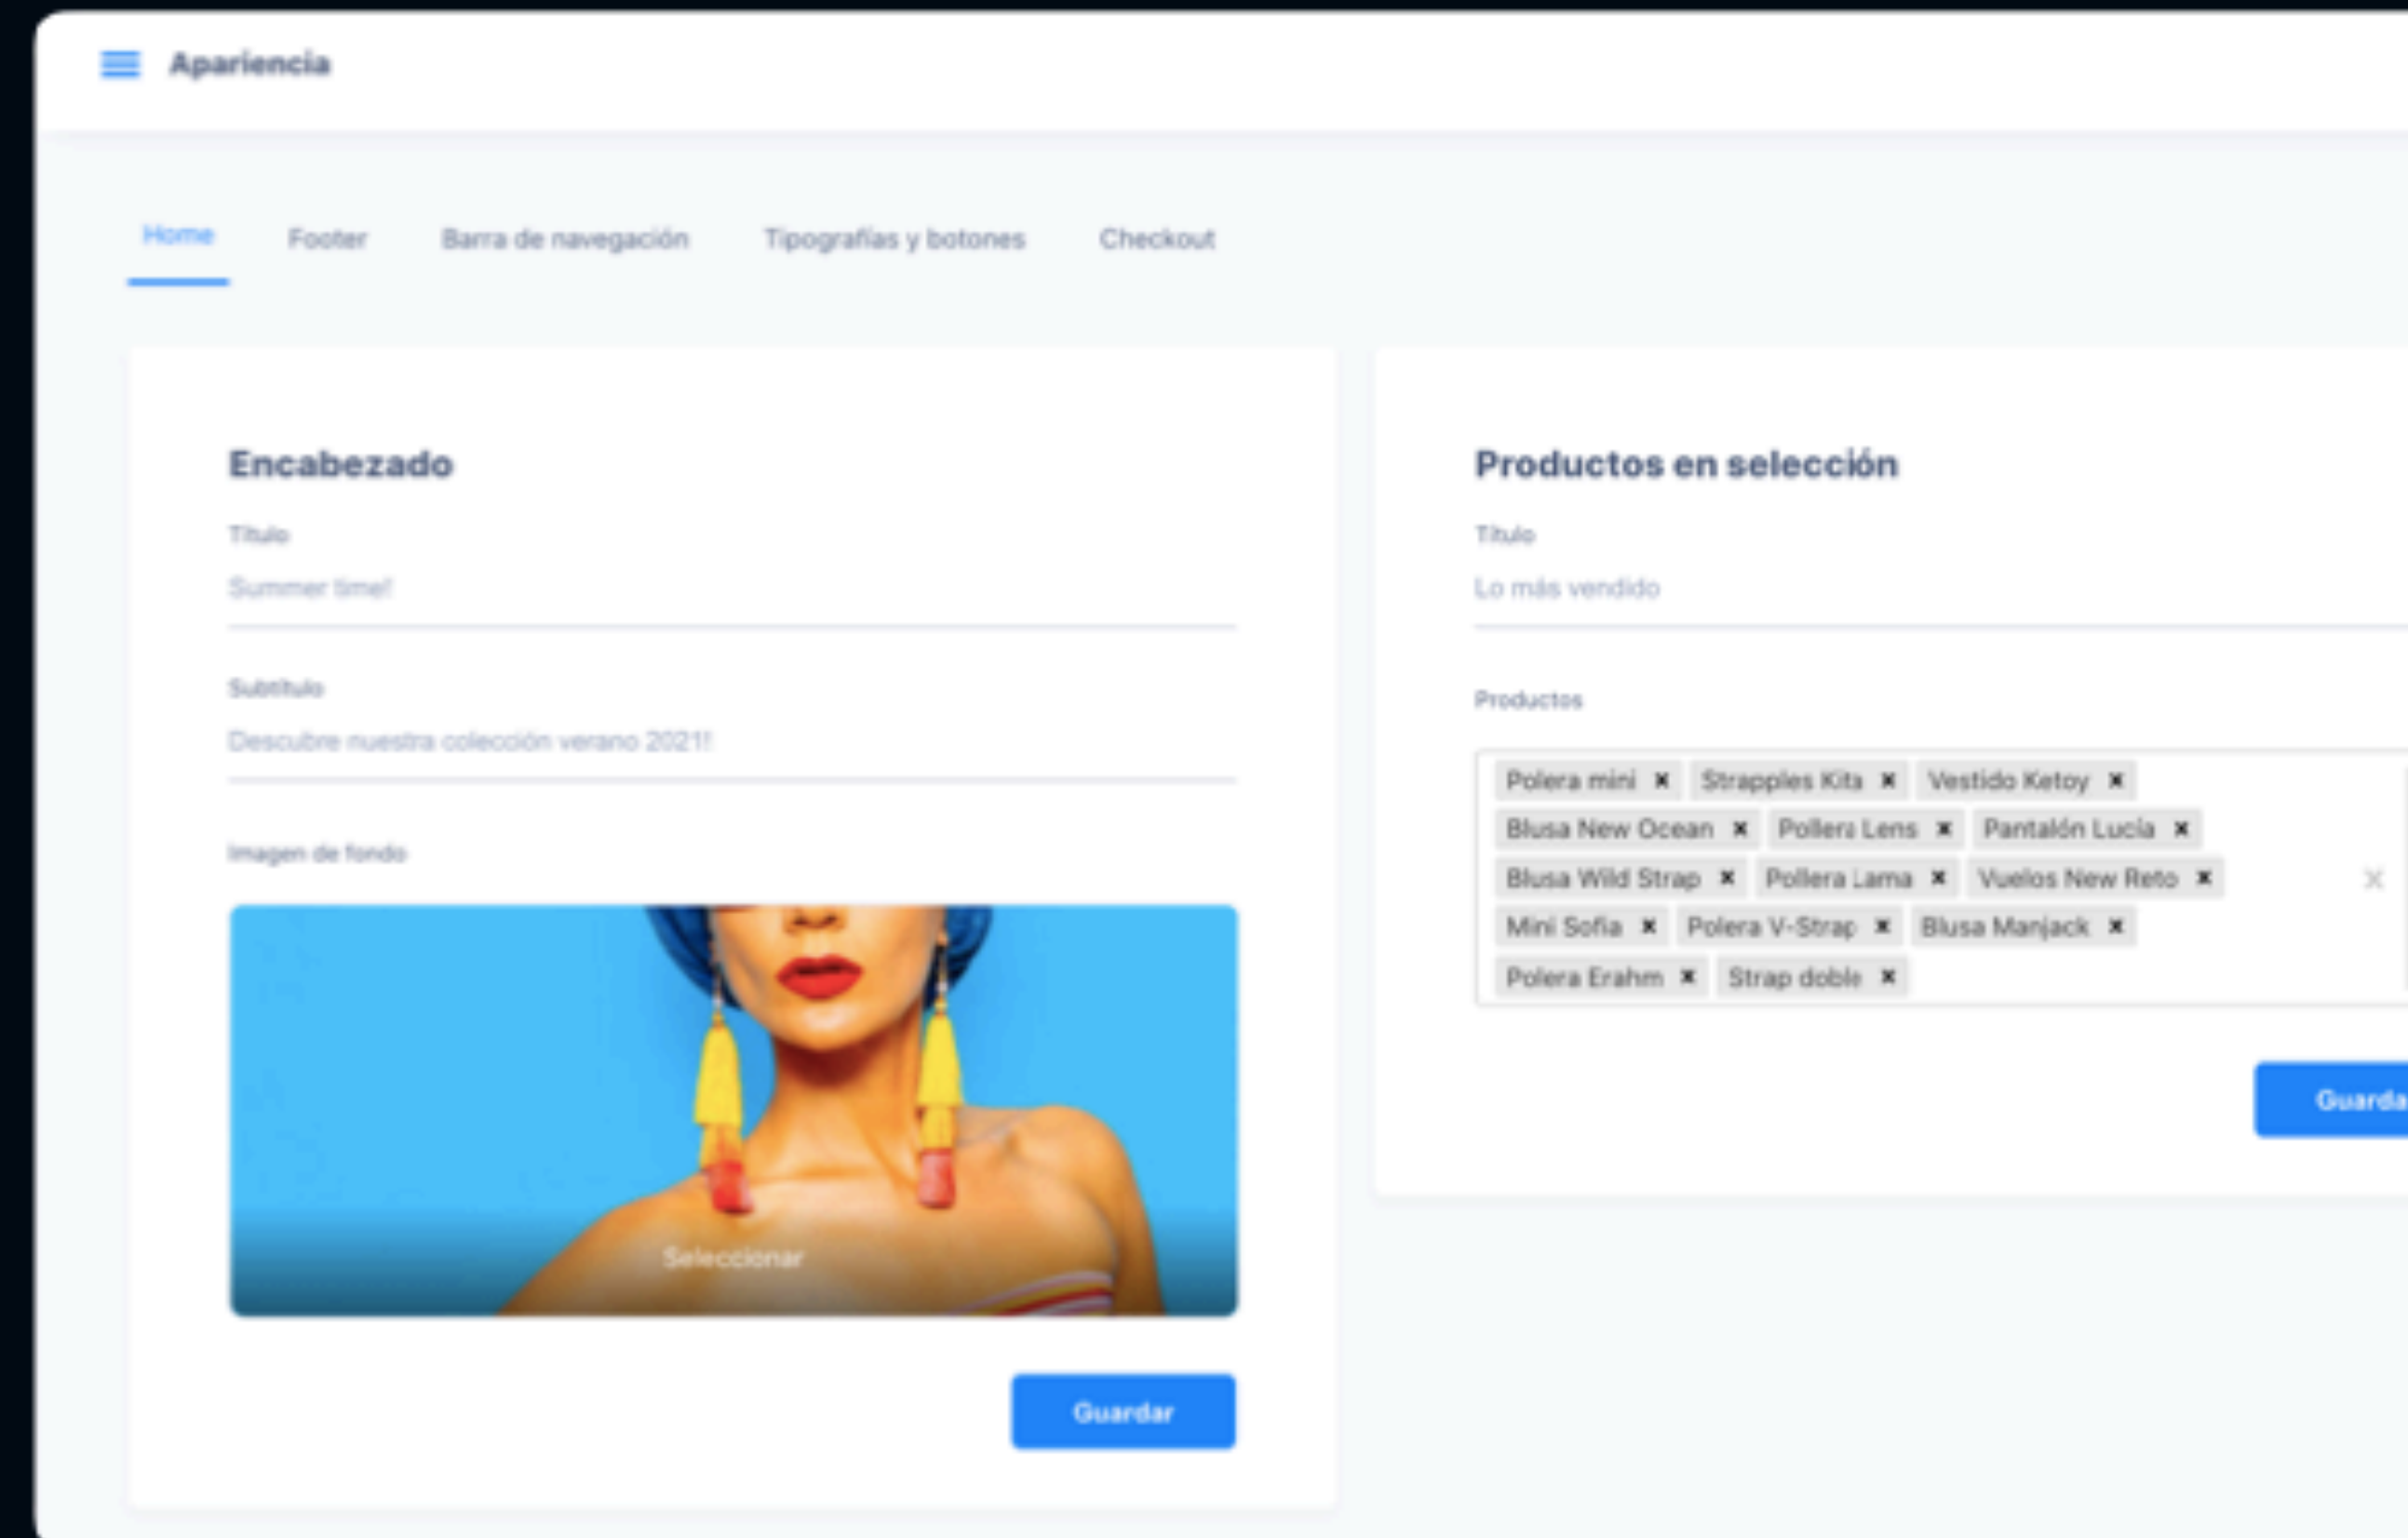 Apariencia
Home Footer Barra de navegación Tipografías y botones Checkout
Encabezado
Título
Summer time!
Subtítulo
Descubre nuestra colección verano 2021!
Imagen de fondo
Seleccionar
Guardar
Productos en selección
Título
Lo más vendido
Productos
Polera mini × Strapples Kita × Vestido Ketoy ×
Blusa New Ocean × Pollera Lens × Pantalón Lucía ×
Blusa Wild Strap × Pollera Lama × Vuelos New Reto ×
Mini Sofia × Polera V-Strap × Blusa Manjack ×
Polera Erahm × Strap doble ×
Guarda